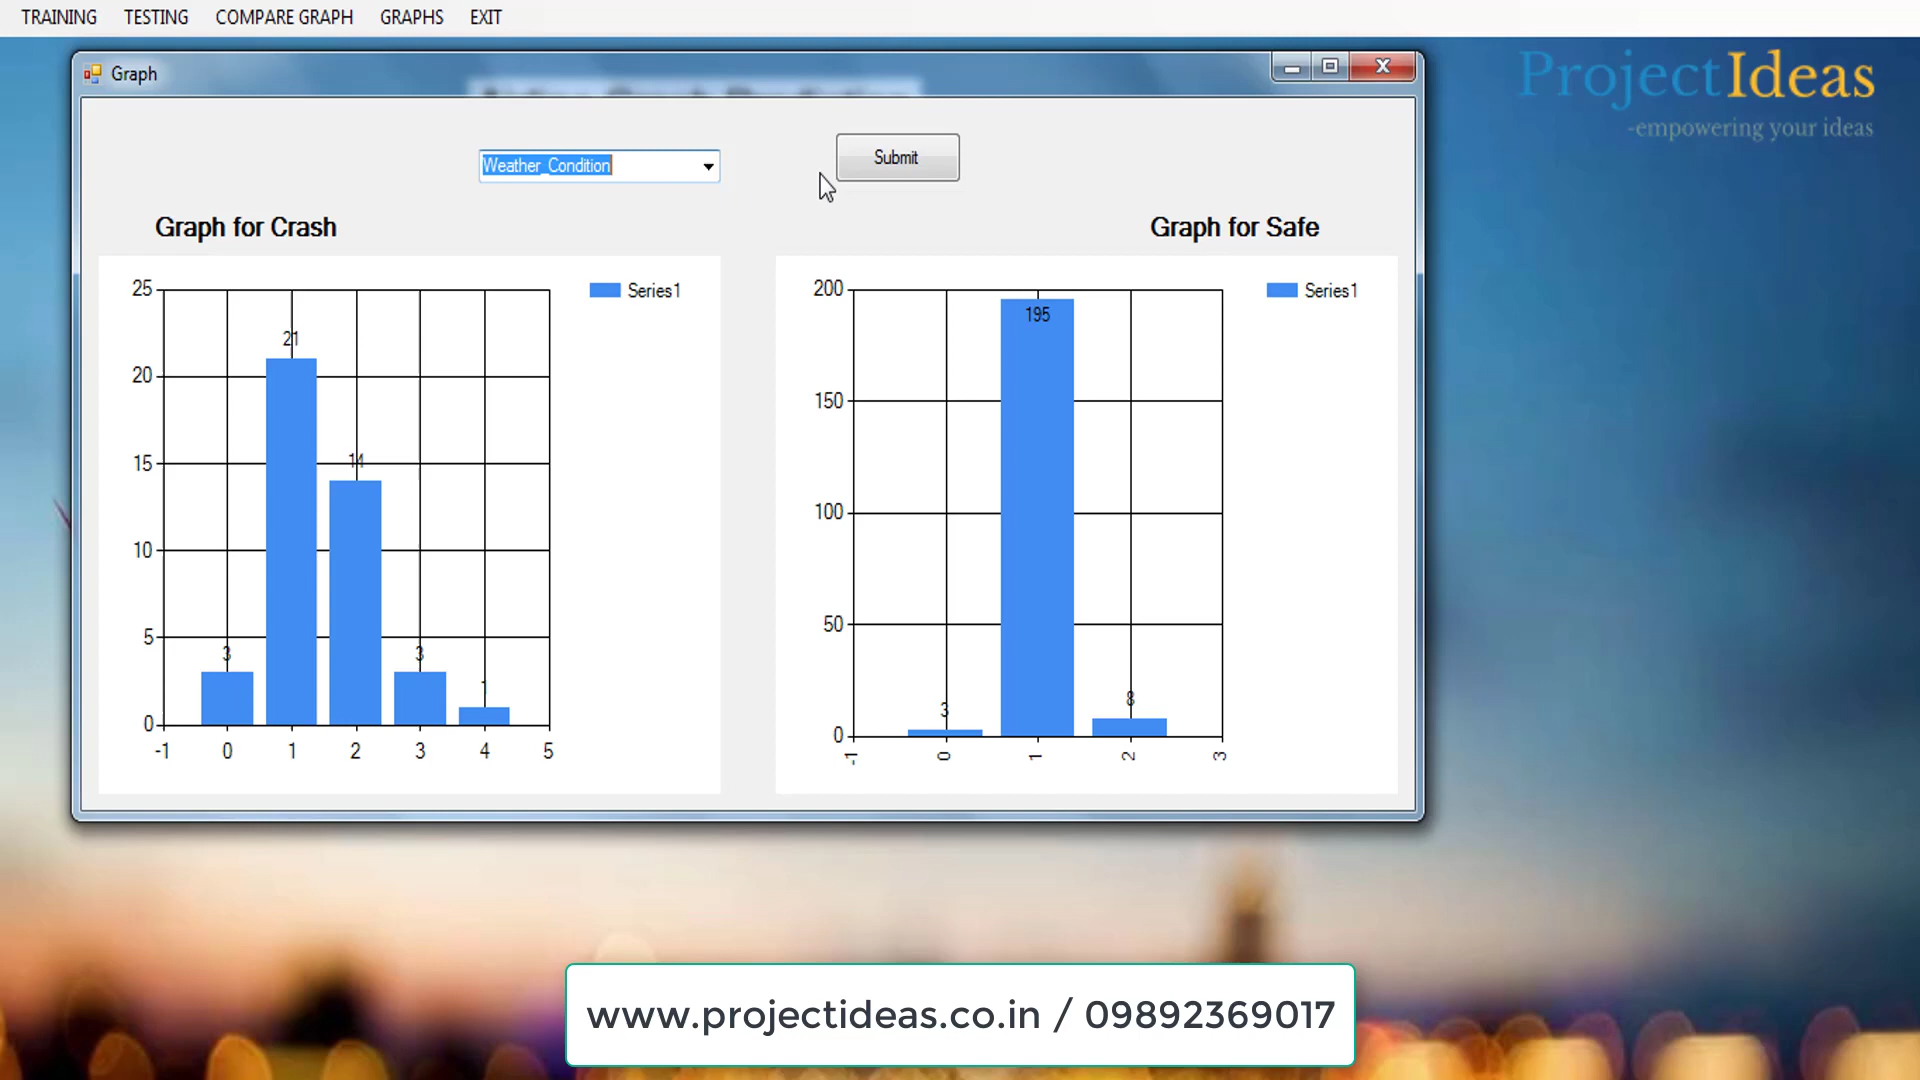 TRAINING TESTING COMPARE GRAPH GRAPHS EXIT
Graph
ProjectIdeas
-empowering your ideas
Weather_Condition
Submit
Graph for Crash
Graph for Safe
25
20
15
10
5
0
21
14
3
3
1
-1 0 1 2 3 4 5
Series1
200
150
100
50
0
195
3
8
-1 0 1 2 3
Series1
www.projectideas.co.in / 09892369017